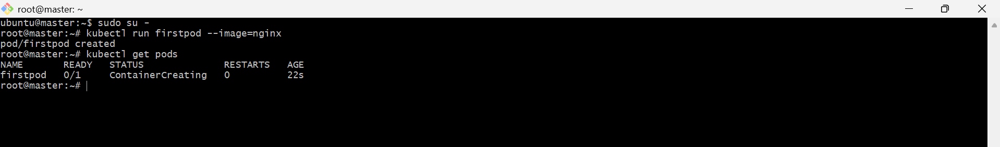 root@master: ~
ubuntu@master:~$ sudo su -
root@master:~# kubectl run firstpod --image=nginx
pod/firstpod created
root@master:~# kubectl get pods
NAME       READY   STATUS              RESTARTS   AGE
firstpod   0/1     ContainerCreating   0          22s
root@master:~#